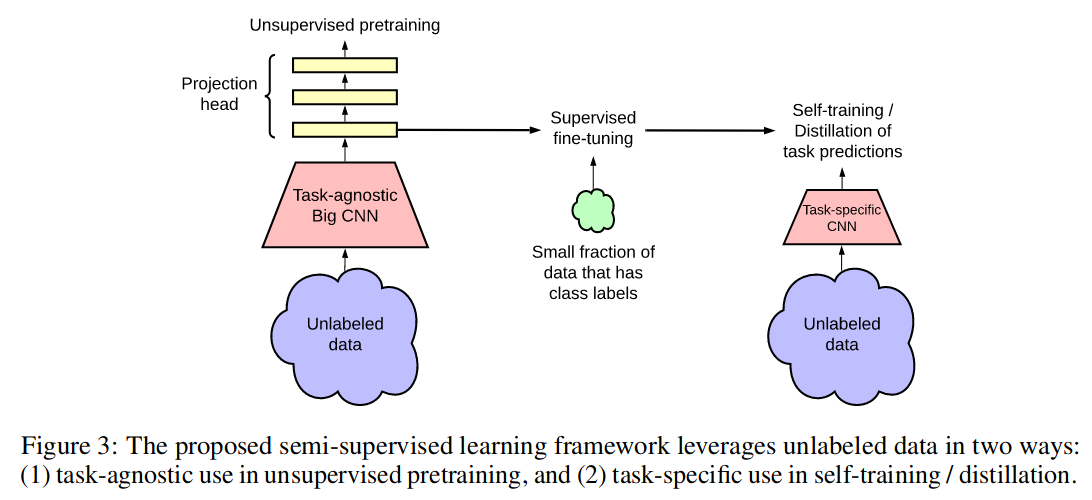 Unsupervised pretraining
Projection
head
Task-agnostic
Big CNN
Unlabeled
data
Supervised
fine-tuning
Small fraction of
data that has
class labels
Self-training /
Distillation of
task predictions
Task-specific
CNN
Unlabeled
data
Figure 3: The proposed semi-supervised learning framework leverages unlabeled data in two ways:
(1) task-agnostic use in unsupervised pretraining, and (2) task-specific use in self-training / distillation.